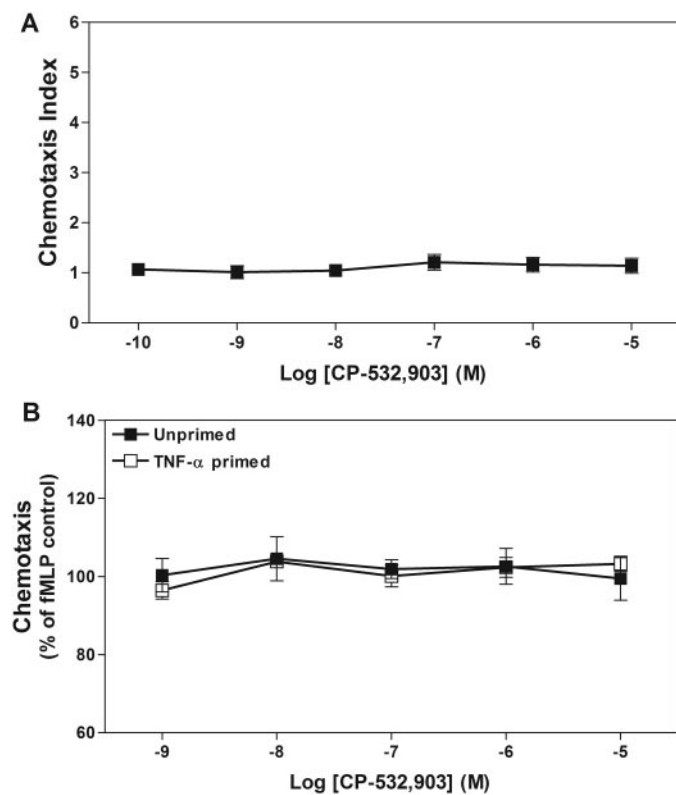 A
Chemotaxis Index
6
5
4
3
2
1
0
-10 -9 -8 -7 -6 -5
Log [CP-532,903] (M)
B
Chemotaxis
(% of fMLP control)
140
120
100
80
60
Unprimed
TNF-α primed
-9 -8 -7 -6 -5
Log [CP-532,903] (M)